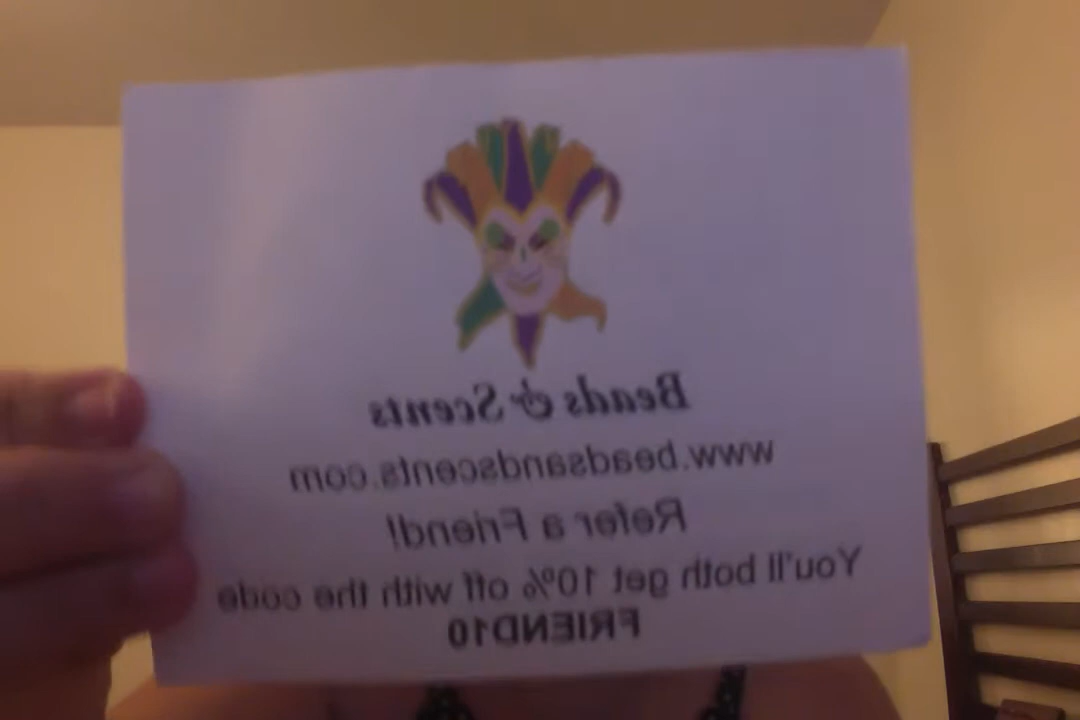 Beads & Scents
www.beadsandscents.com
Refer a Friend!
You'll both get 10% off with the code
FRIEND10